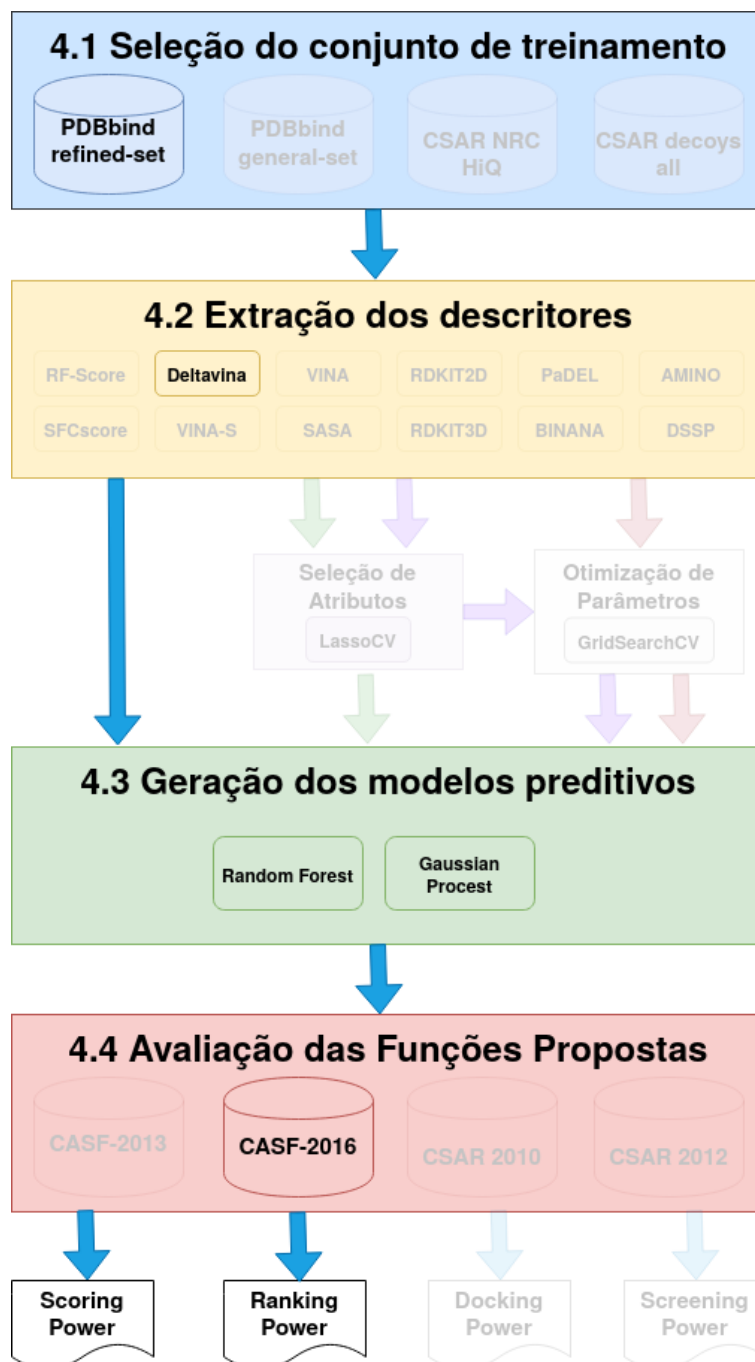 4.1 Seleção do conjunto de treinamento
PDBbind
refined-set
PDBbind
general-set
CSAR NRC
HiQ
CSAR decoys
all
4.2 Extração dos descritores
RF-Score
Deltavina
VINA
RDKIT2D
PaDEL
AMINO
SFCscore
VINA-S
SASA
RDKIT3D
BINANA
DSSP
Seleção de
Atributos
LassoCV
Otimização de
Parâmetros
GridSearchCV
4.3 Geração dos modelos preditivos
Random Forest
Gaussian
Procest
4.4 Avaliação das Funções Propostas
CASF-2013
CASF-2016
CSAR 2010
CSAR 2012
Scoring
Power
Ranking
Power
Docking
Power
Screening
Power